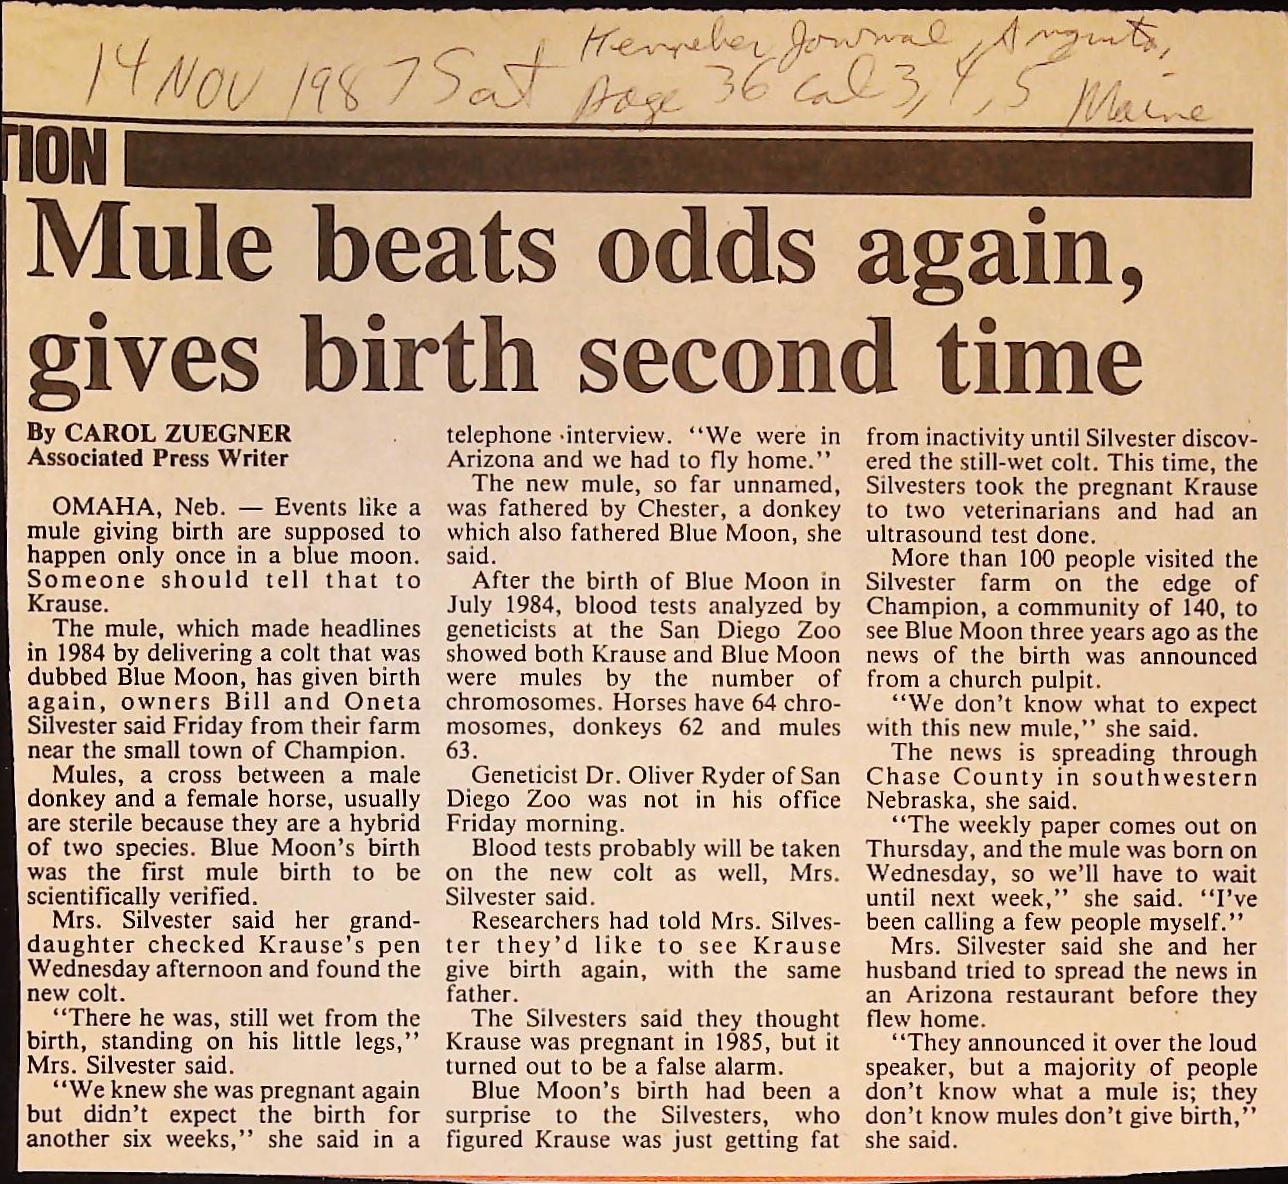 14 NOV 1987 Sat Kennebec Journal, Augusta,
page 36 Col 3, 4, 5 Maine
TION
Mule beats odds again,
gives birth second time
By CAROL ZUEGNER
Associated Press Writer
OMAHA, Neb. — Events like a
mule giving birth are supposed to
happen only once in a blue moon.
Someone should tell that to
Krause.
The mule, which made headlines
in 1984 by delivering a colt that was
dubbed Blue Moon, has given birth
again, owners Bill and Oneta
Silvester said Friday from their farm
near the small town of Champion.
Mules, a cross between a male
donkey and a female horse, usually
are sterile because they are a hybrid
of two species. Blue Moon's birth
was the first mule birth to be
scientifically verified.
Mrs. Silvester said her grand-
daughter checked Krause's pen
Wednesday afternoon and found the
new colt.
"There he was, still wet from the
birth, standing on his little legs,"
Mrs. Silvester said.
"We knew she was pregnant again
but didn't expect the birth for
another six weeks," she said in a
telephone interview. "We were in
Arizona and we had to fly home."
The new mule, so far unnamed,
was fathered by Chester, a donkey
which also fathered Blue Moon, she
said.
After the birth of Blue Moon in
July 1984, blood tests analyzed by
geneticists at the San Diego Zoo
showed both Krause and Blue Moon
were mules by the number of
chromosomes. Horses have 64 chro-
mosomes, donkeys 62 and mules
63.
Geneticist Dr. Oliver Ryder of San
Diego Zoo was not in his office
Friday morning.
Blood tests probably will be taken
on the new colt as well, Mrs.
Silvester said.
Researchers had told Mrs. Silves-
ter they'd like to see Krause
give birth again, with the same
father.
The Silvesters said they thought
Krause was pregnant in 1985, but it
turned out to be a false alarm.
Blue Moon's birth had been a
surprise to the Silvesters, who
figured Krause was just getting fat
from inactivity until Silvester discov-
ered the still-wet colt. This time, the
Silvesters took the pregnant Krause
to two veterinarians and had an
ultrasound test done.
More than 100 people visited the
Silvester farm on the edge of
Champion, a community of 140, to
see Blue Moon three years ago as the
news of the birth was announced
from a church pulpit.
"We don't know what to expect
with this new mule," she said.
The news is spreading through
Chase County in southwestern
Nebraska, she said.
"The weekly paper comes out on
Thursday, and the mule was born on
Wednesday, so we'll have to wait
until next week," she said. "I've
been calling a few people myself."
Mrs. Silvester said she and her
husband tried to spread the news in
an Arizona restaurant before they
flew home.
"They announced it over the loud
speaker, but a majority of people
don't know what a mule is; they
don't know mules don't give birth,"
she said.